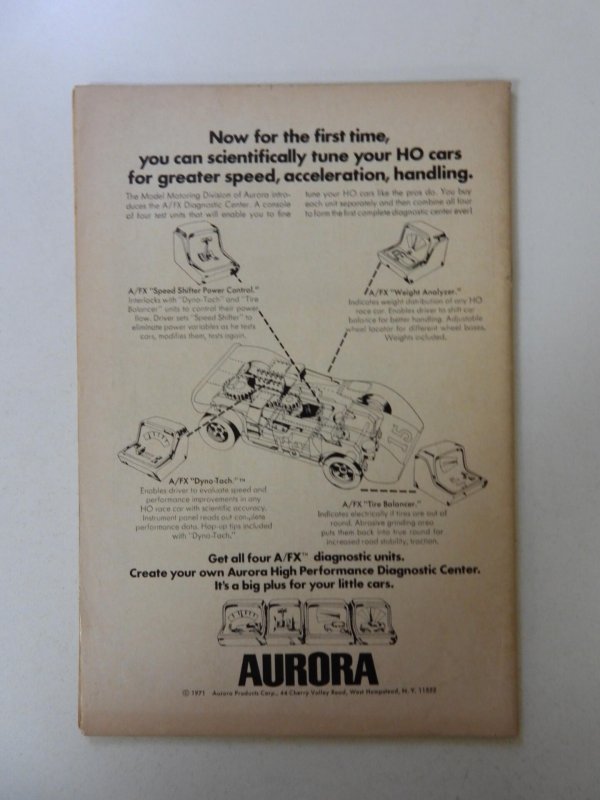 Now for the first time,
you can scientifically tune your HO cars
for greater speed, acceleration, handling.
The Model Motoring Division of Aurora intro-
duces the A/FX Diagnostic Center. A console
of four test units that will enable you to fine
tune your HO cars like the pros do. You buy
each unit separately and then combine all four
to form the first complete diagnostic center ever!
A/FX "Speed Shifter Power Control."
Interlocks with "Dyno-Tach" and "Tire
Balancer" units to control their power
flow. Driver sets "Speed Shifter" to
eliminate power variables as he tests
cars, modifies them, tests again.
A/FX "Weight Analyzer."
Indicates weight distribution of any HO
race car. Enables driver to shift car
balance for better handling. Adjustable
wheel locator for different wheel bases.
Weights included.
15
A/FX "Dyno-Tach."™
Enables driver to evaluate speed and
performance improvements in any
HO race car with scientific accuracy.
Instrument panel reads out complete
performance data. Hop-up tips included
with "Dyno-Tach."
A/FX "Tire Balancer."
Indicates electrically if tires are out of
round. Abrasive grinding area
puts them back into true round for
increased road stability, traction.
Get all four A/FX™ diagnostic units.
Create your own Aurora High Performance Diagnostic Center.
It's a big plus for your little cars.
AURORA
© 1971 Aurora Products Corp., 44 Cherry Valley Road, West Hempstead, N. Y. 11552